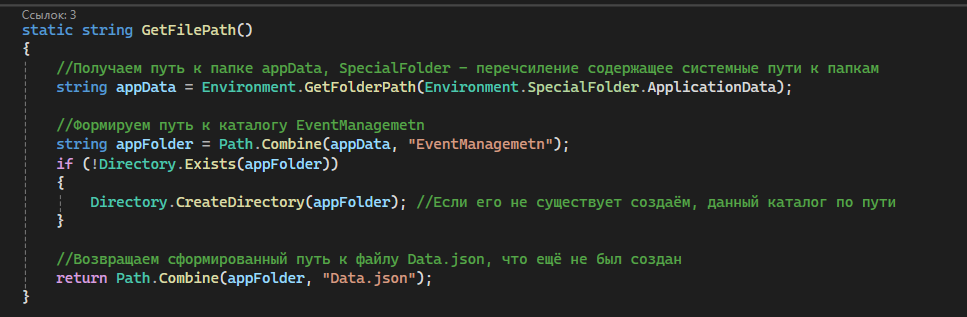 Ссылок: 3
static string GetFilePath()
{
//Получаем путь к папке appData, SpecialFolder — перечсиление содержащее системные пути к папкам
string appData = Environment.GetFolderPath(Environment.SpecialFolder.ApplicationData);
//Формируем путь к каталогу EventManagemetn
string appFolder = Path.Combine(appData, "EventManagemetn");
if (!Directory.Exists(appFolder))
{
Directory.CreateDirectory(appFolder); //Если его не существует создаём, данный каталог по пути
}
//Возвращаем сформированный путь к файлу Data.json, что ещё не был создан
return Path.Combine(appFolder, "Data.json");
}